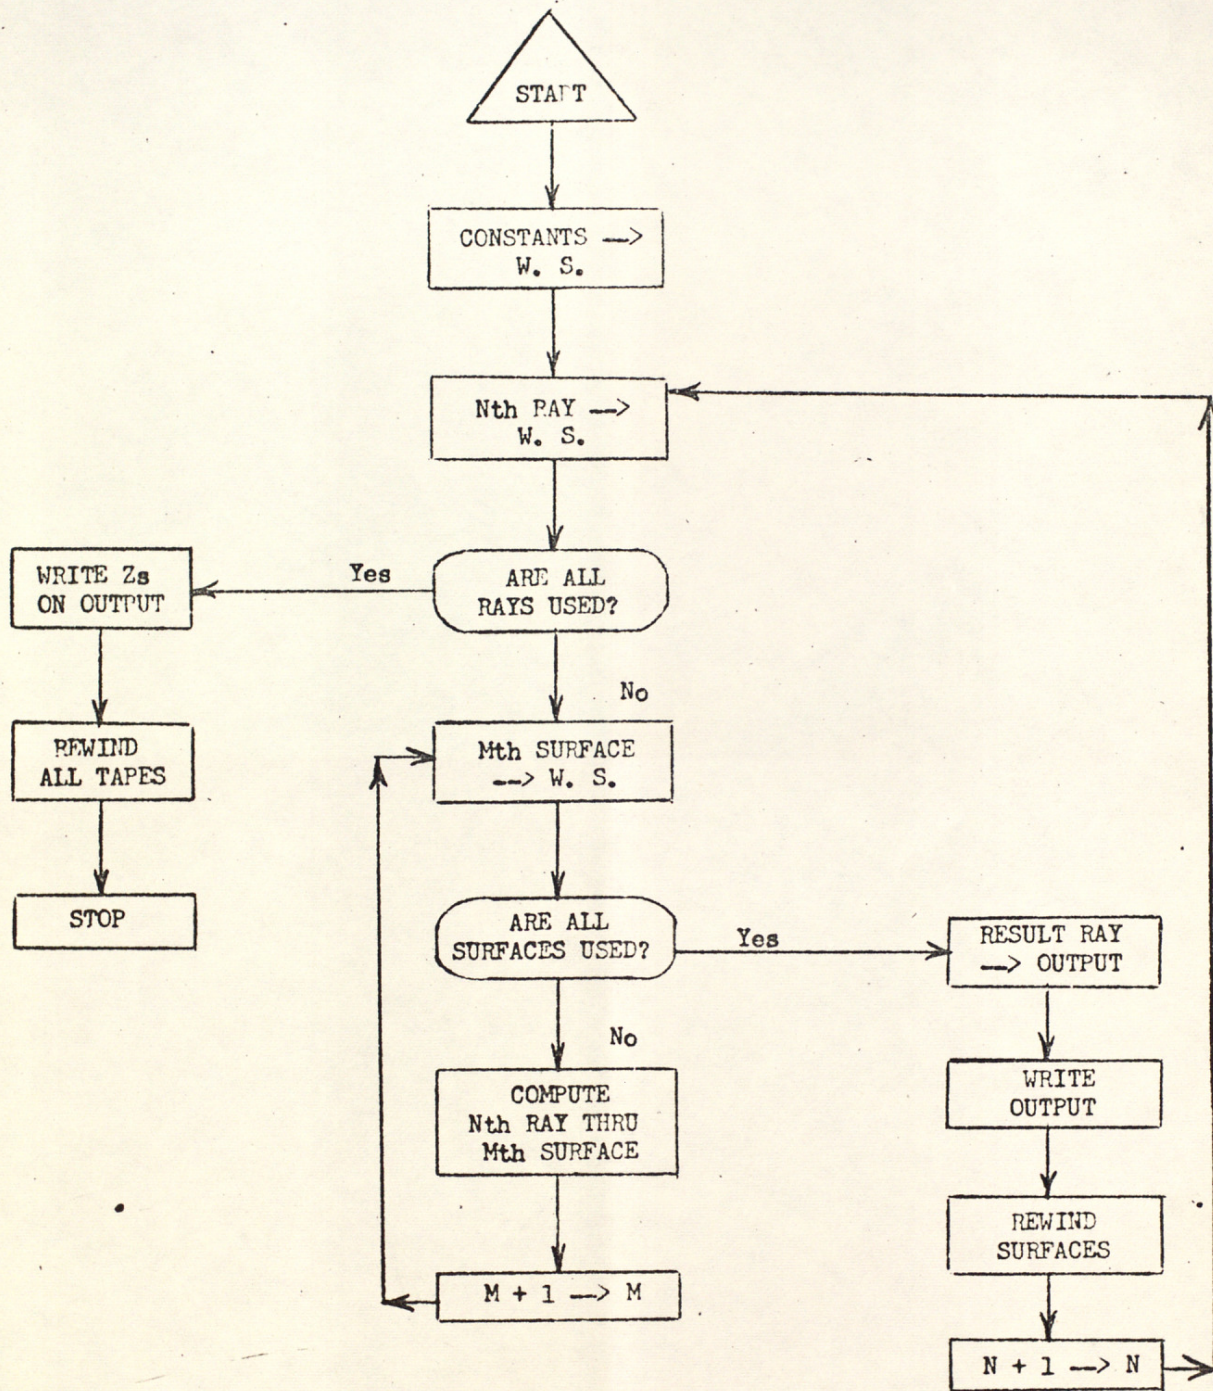 START
CONSTANTS —>
W. S.
Nth RAY —>
W. S.
ARE ALL
RAYS USED?
Yes
WRITE Zs
ON OUTPUT
REWIND
ALL TAPES
STOP
No
Mth SURFACE
—> W. S.
ARE ALL
SURFACES USED?
Yes
RESULT RAY
—> OUTPUT
WRITE
OUTPUT
REWIND
SURFACES
N + 1 —> N
No
COMPUTE
Nth RAY THRU
Mth SURFACE
M + 1 —> M